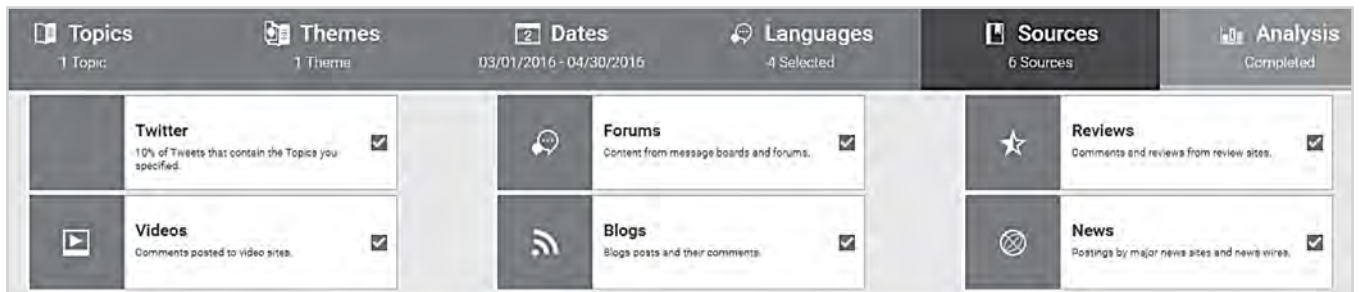 Topics
1 Topic
Themes
1 Theme
2 Dates
03/01/2016 - 04/30/2016
Languages
4 Selected
Sources
6 Sources
Analysis
Completed
Twitter
10% of Tweets that contain the Topics you
specified.
Forums
Content from message boards and forums.
Reviews
Comments and reviews from review sites.
Videos
Comments posted to video sites.
Blogs
Blogs posts and their comments.
News
Postings by major news sites and news wires.